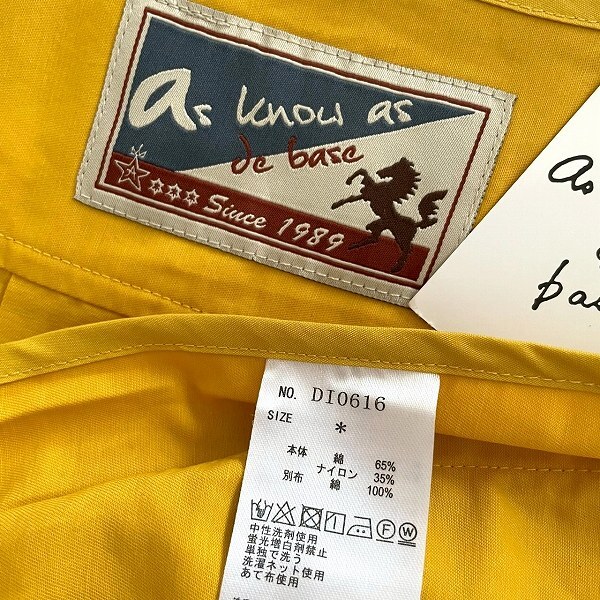 as know as
de base
Since 1989
as
bas
NO. DI0616
SIZE *
本体 綿 65%
ナイロン 35%
別布 綿 100%
中性洗剤使用
蛍光増白剤禁止
単独で洗う
洗濯ネット使用
あて布使用